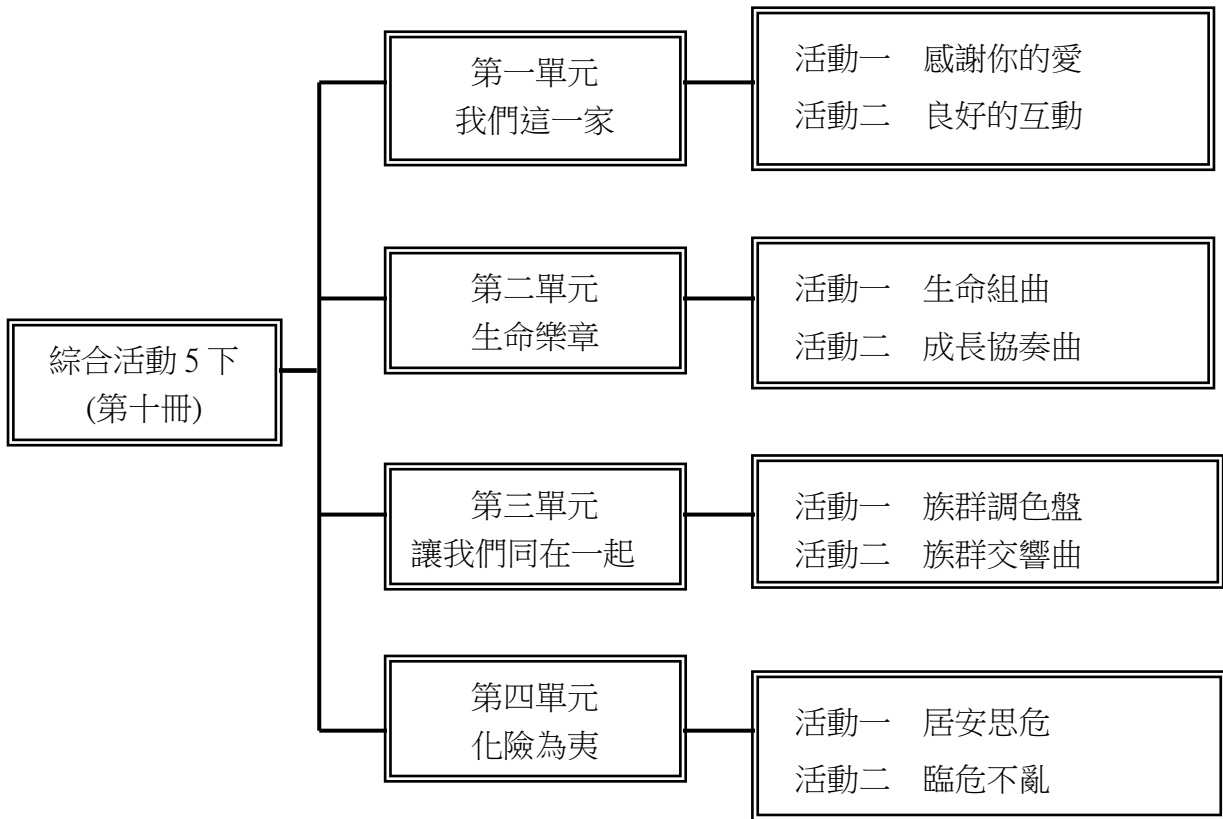 綜合活動 5 下
(第十冊)
第一單元
我們這一家
活動一　感謝你的愛
活動二　良好的互動
第二單元
生命樂章
活動一　生命組曲
活動二　成長協奏曲
第三單元
讓我們同在一起
活動一　族群調色盤
活動二　族群交響曲
第四單元
化險為夷
活動一　居安思危
活動二　臨危不亂